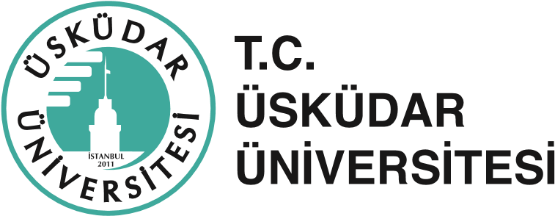 ÜSKÜDAR
ÜNİVERSİTESİ
İSTANBUL
2011
T.C.
ÜSKÜDAR
ÜNİVERSİTESİ